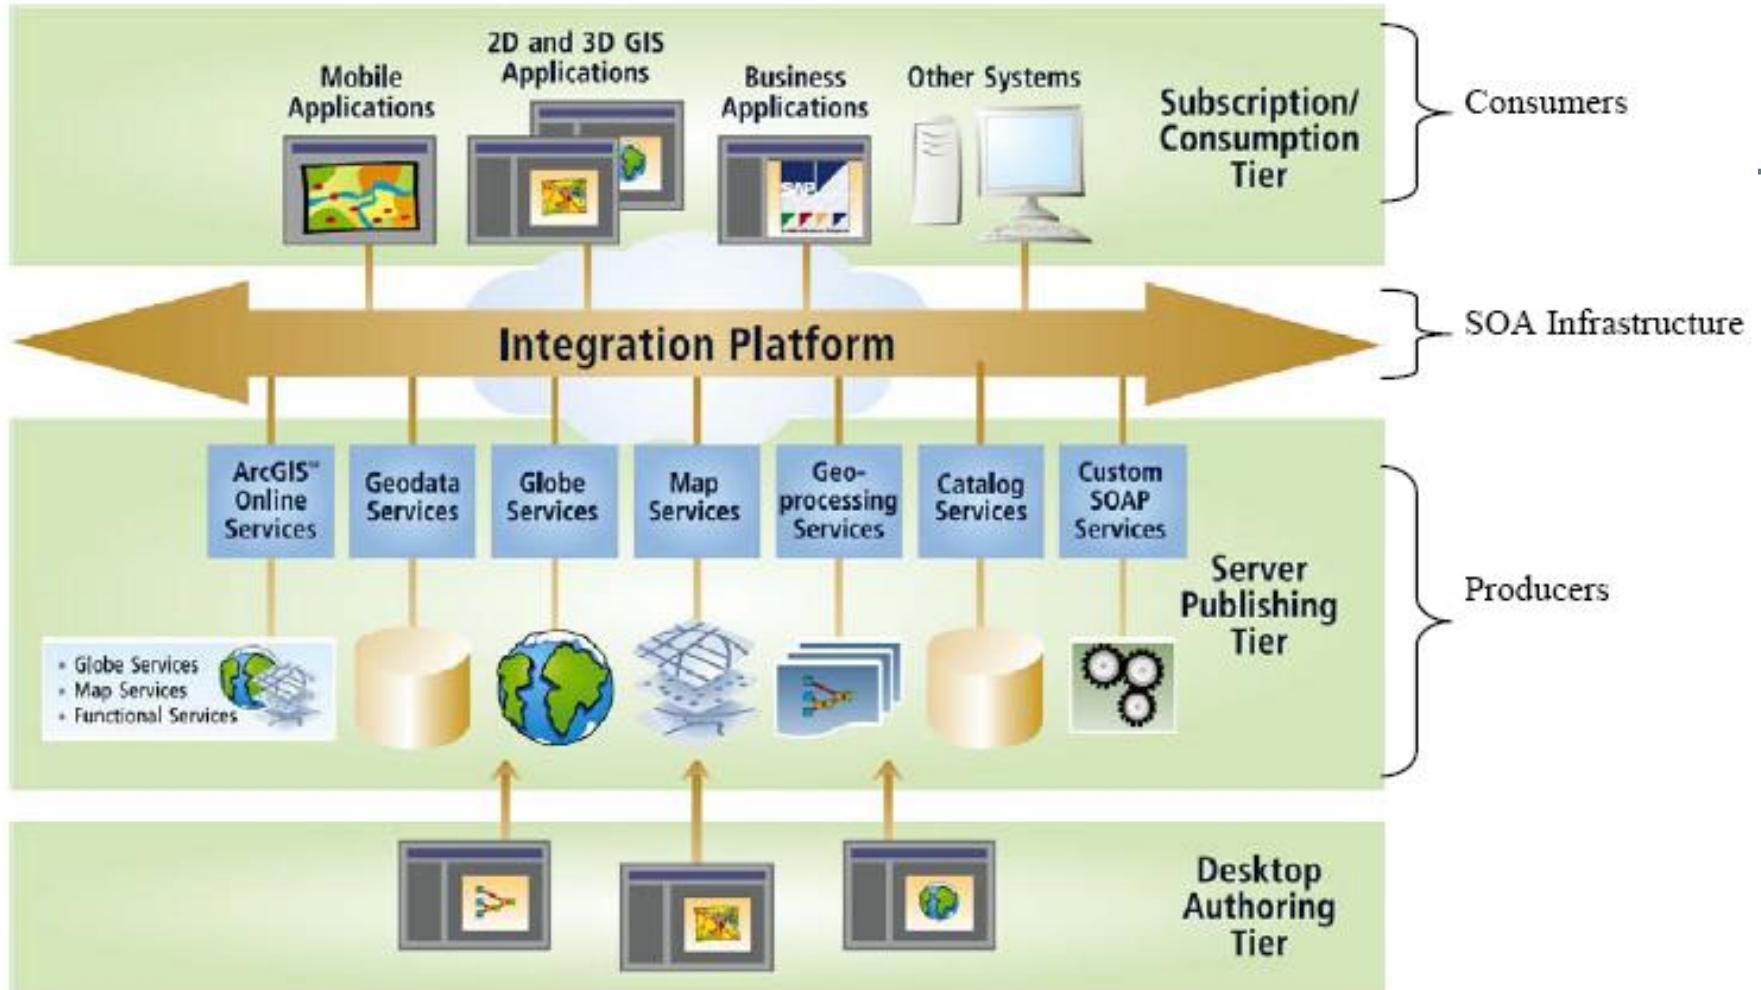 2D and 3D GIS
Applications
Mobile
Applications
Business
Applications
Other Systems
SAP
Subscription/
Consumption
Tier
Consumers
Integration Platform
SOA Infrastructure
ArcGIS℠
Online
Services
Geodata
Services
Globe
Services
Map
Services
Geo-
processing
Services
Catalog
Services
Custom
SOAP
Services
Server
Publishing
Tier
Producers
• Globe Services
• Map Services
• Functional Services
Desktop
Authoring
Tier